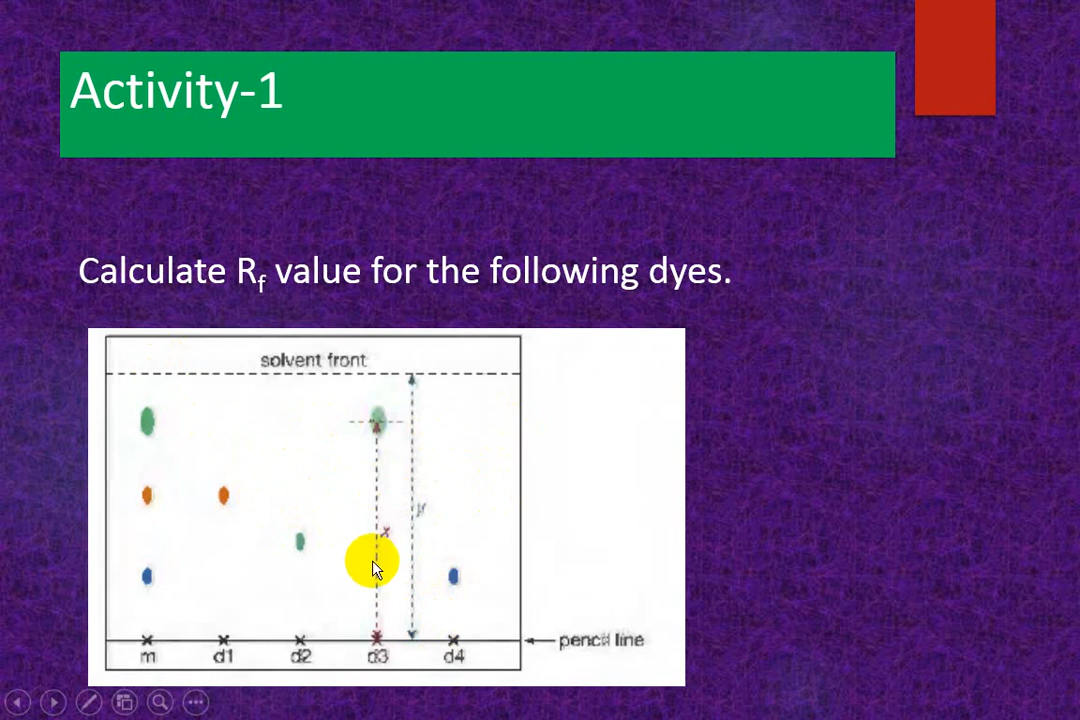 Activity-1
Calculate Rf value for the following dyes.
solvent front
y
x
pencil line
m d1 d2 d3 d4